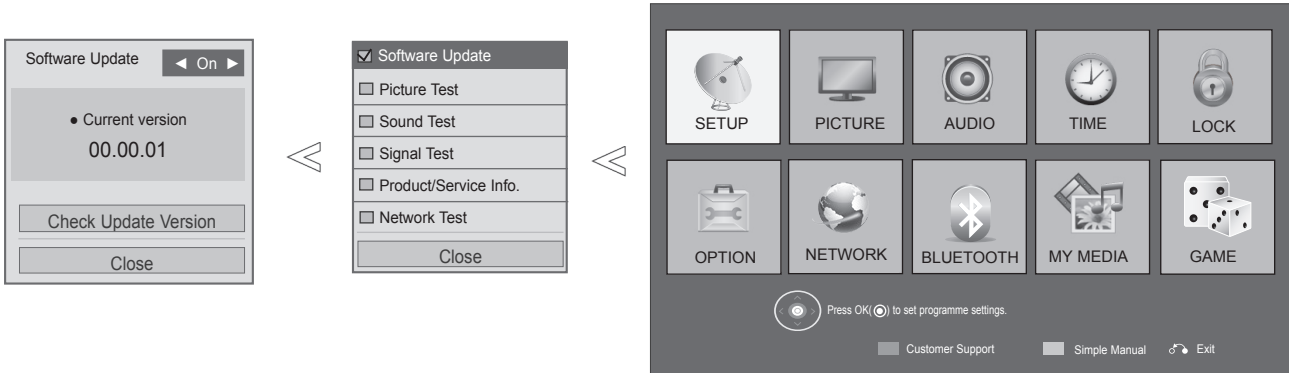 Software Update
◄ On ►
● Current version
00.00.01
Check Update Version
Close
Software Update
Picture Test
Sound Test
Signal Test
Product/Service Info.
Network Test
Close
SETUP
PICTURE
AUDIO
TIME
LOCK
OPTION
NETWORK
BLUETOOTH
MY MEDIA
GAME
Press OK(◉) to set programme settings.
Customer Support
Simple Manual
Exit